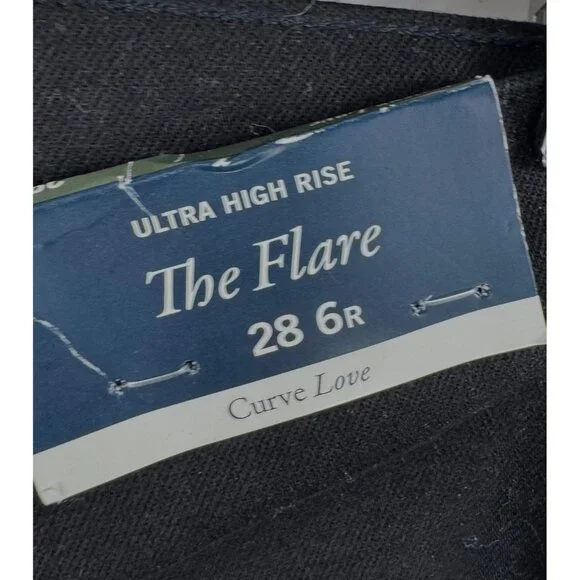 ULTRA HIGH RISE
The Flare
28 6R
Curve Love